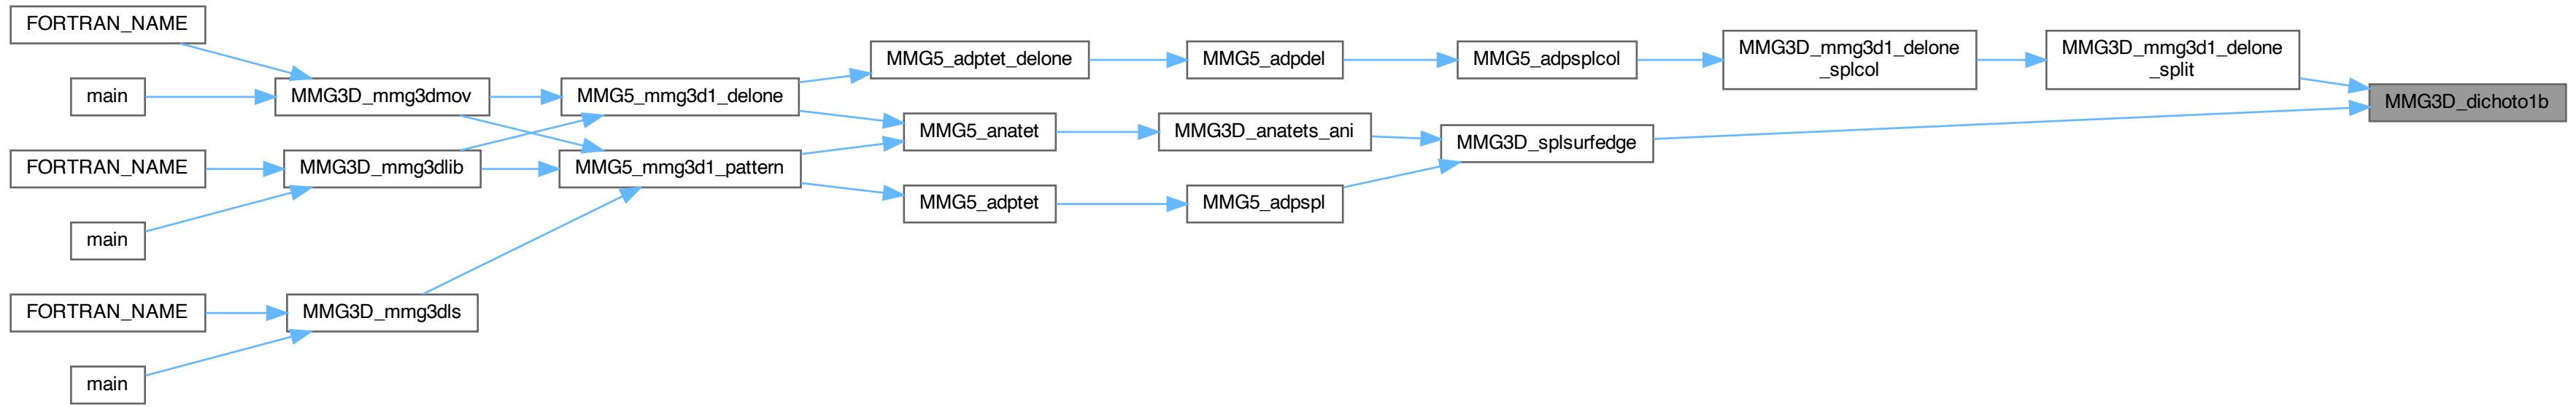 FORTRAN_NAME
main
MMG3D_mmg3dmov
FORTRAN_NAME
MMG3D_mmg3dlib
main
FORTRAN_NAME
MMG3D_mmg3dls
main
MMG5_mmg3d1_delone
MMG5_mmg3d1_pattern
MMG5_adptet_delone
MMG5_anatet
MMG5_adptet
MMG5_adpdel
MMG3D_anatets_ani
MMG5_adpspl
MMG5_adpsplcol
MMG3D_splsurfedge
MMG3D_mmg3d1_delone
_splcol
MMG3D_mmg3d1_delone
_split
MMG3D_dichoto1b